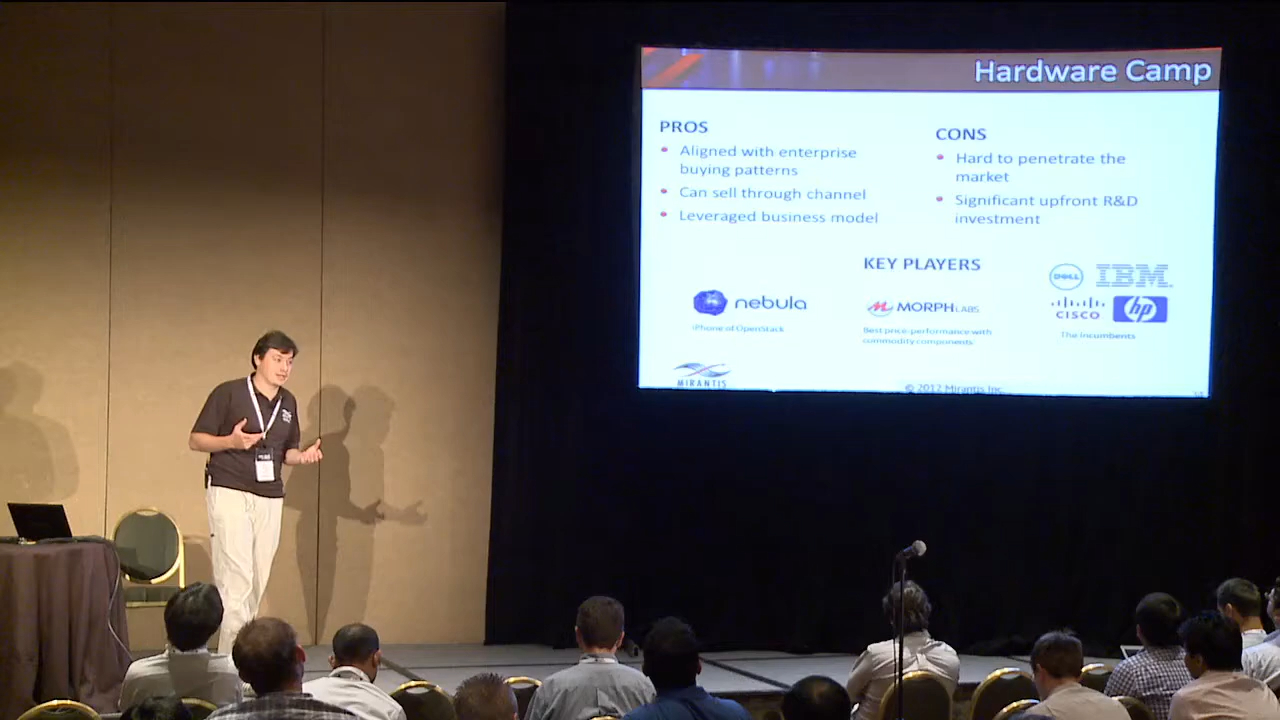 Hardware Camp
PROS
Aligned with enterprise
buying patterns
Can sell through channel
Leveraged business model
CONS
Hard to penetrate the
market
Significant upfront R&D
investment
KEY PLAYERS
nebula
iPhone of OpenStack
MORPHLABS
Best price-performance with
commodity components
DELL
IBM
CISCO
hp
The Incumbents
MIRANTIS
© 2012 Mirantis Inc.